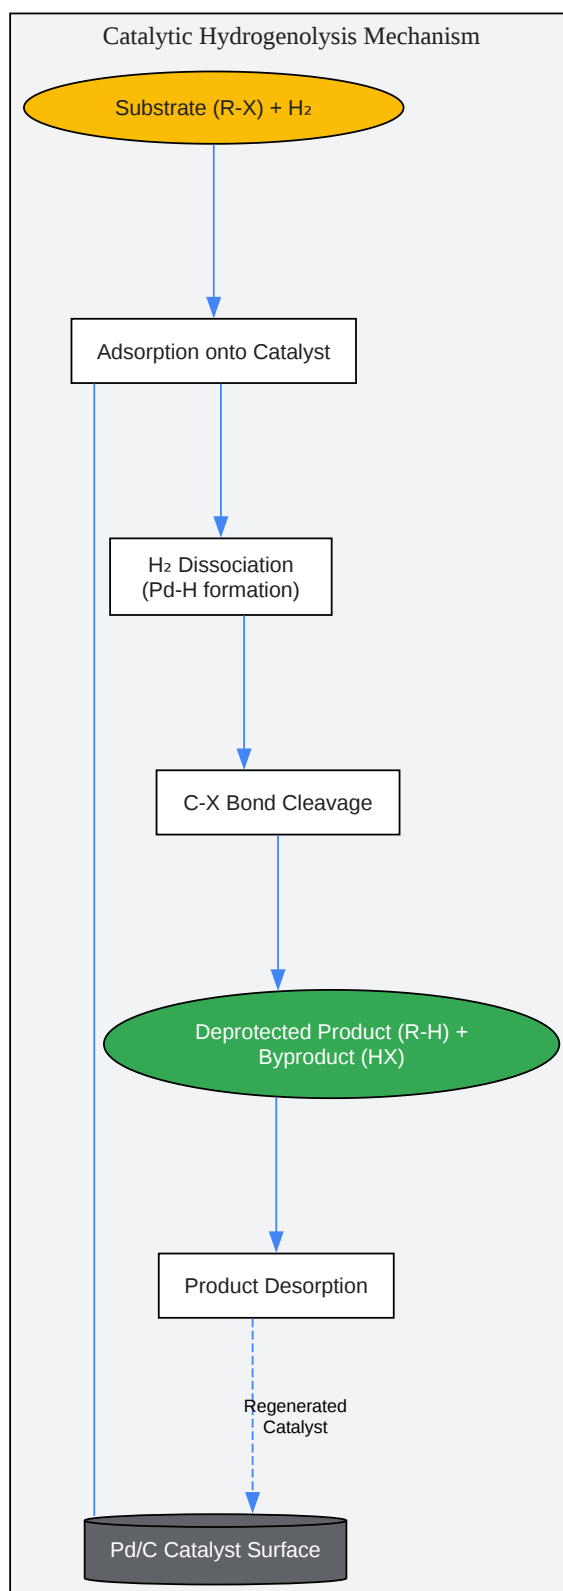 Catalytic Hydrogenolysis Mechanism
Substrate (R-X) + H₂
Adsorption onto Catalyst
H₂ Dissociation
(Pd-H formation)
C-X Bond Cleavage
Deprotected Product (R-H) +
Byproduct (HX)
Product Desorption
Regenerated
Catalyst
Pd/C Catalyst Surface